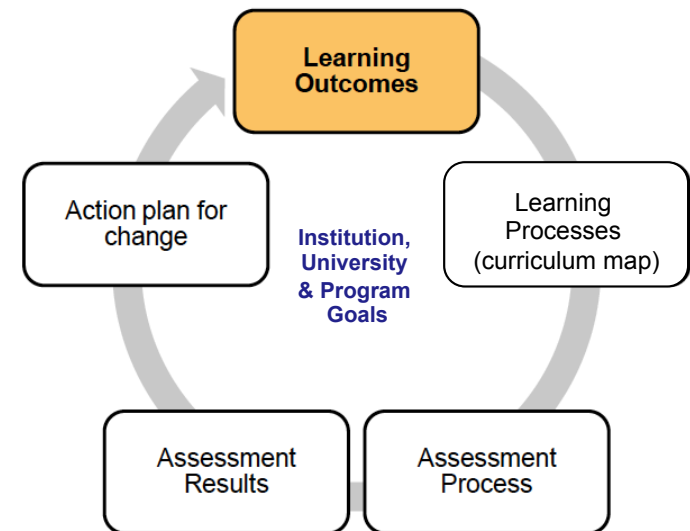 Learning
Outcomes
Learning
Processes
(curriculum map)
Assessment
Process
Assessment
Results
Action plan for
change
Institution,
University
& Program
Goals